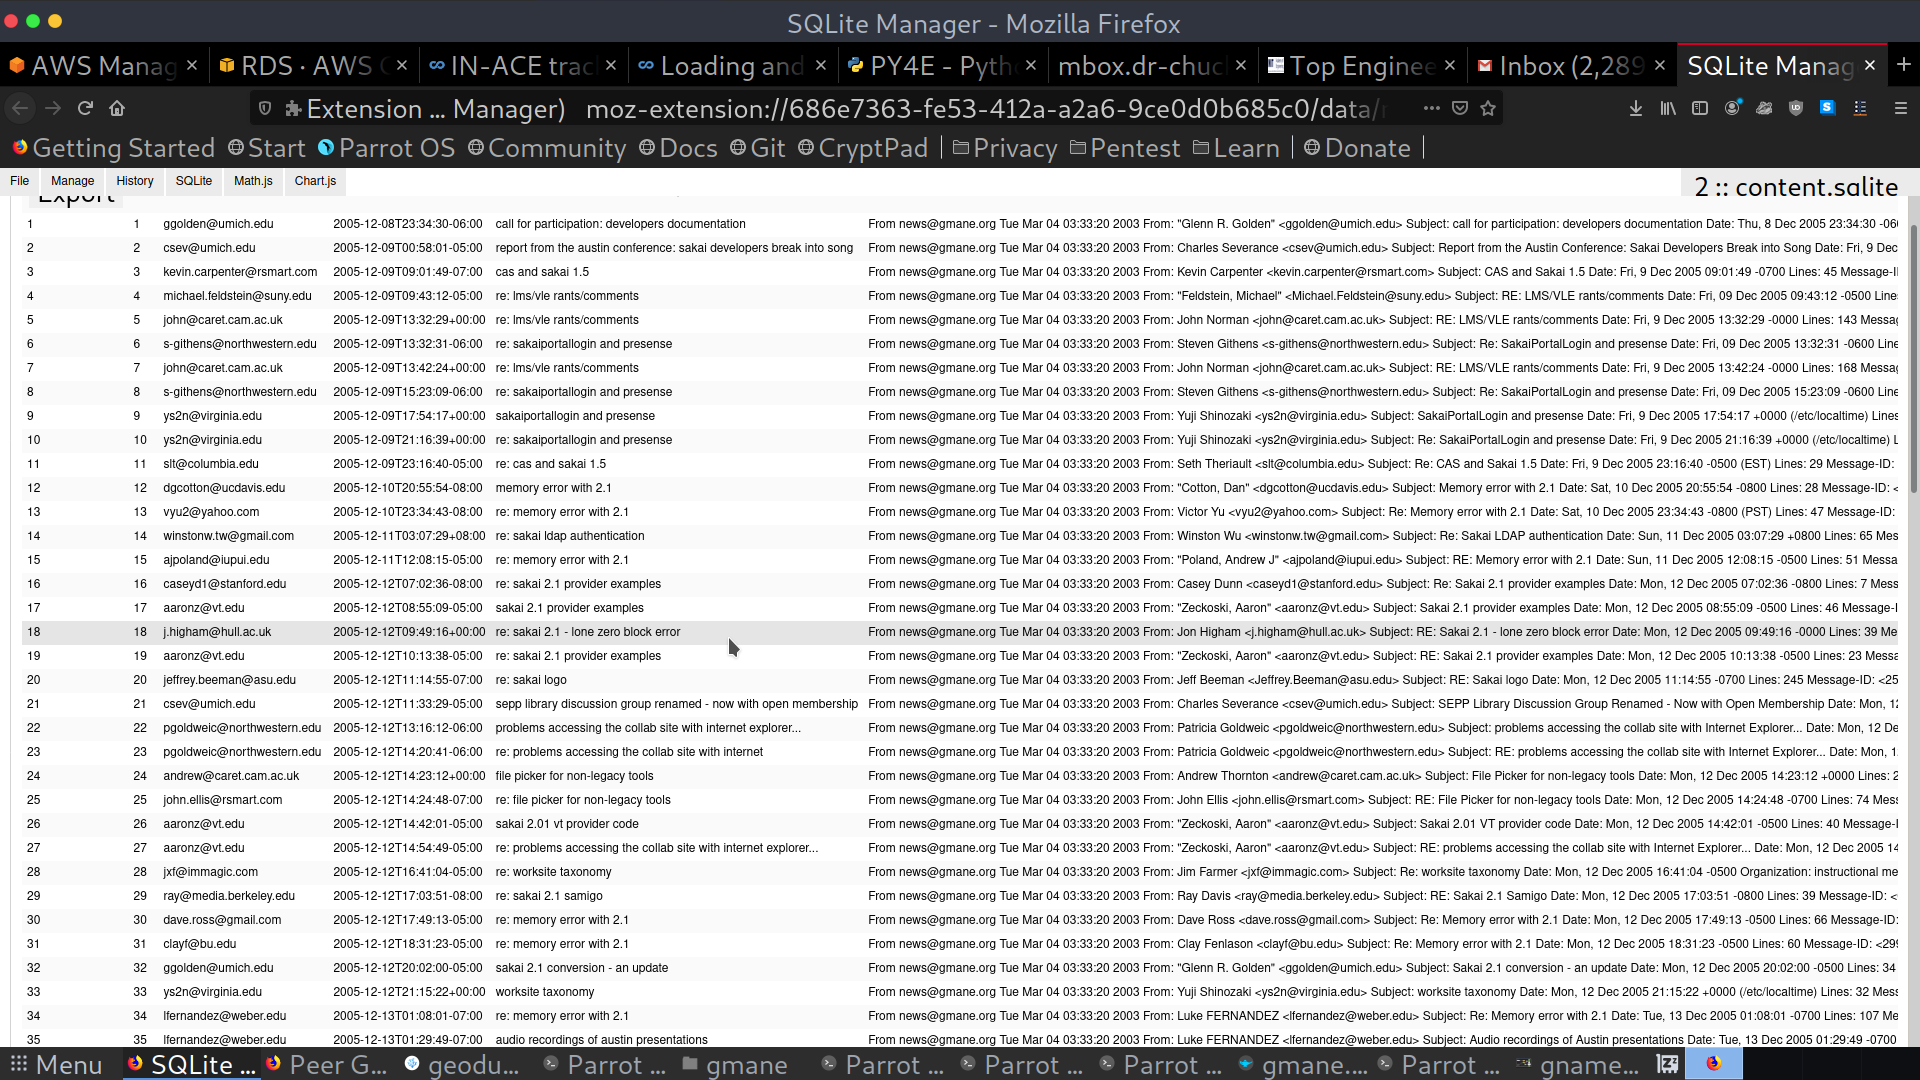 SQLite Manager - Mozilla Firefox
AWS Manag RDS · AWS IN-ACE trac Loading and PY4E - Pyth mbox.dr-chuc Top Enginee Inbox (2,289 SQLite Manag
Extension ... Manager) moz-extension://686e7363-fe53-412a-a2a6-9ce0d0b685c0/data/
Getting Started Start Parrot OS Community Docs Git CryptPad Privacy Pentest Learn Donate
File Manage History SQLite Math.js Chart.js 2 :: content.sqlite
Export
1 1 ggolden@umich.edu 2005-12-08T23:34:30-06:00 call for participation: developers documentation From news@gmane.org Tue Mar 04 03:33:20 2003 From: "Glenn R. Golden" <ggolden@umich.edu> Subject: call for participation: developers documentation Date: Thu, 8 Dec 2005 23:34:30 -06
2 2 csev@umich.edu 2005-12-09T00:58:01-05:00 report from the austin conference: sakai developers break into song From news@gmane.org Tue Mar 04 03:33:20 2003 From: Charles Severance <csev@umich.edu> Subject: Report from the Austin Conference: Sakai Developers Break into Song Date: Fri, 9 Dec
3 3 kevin.carpenter@rsmart.com 2005-12-09T09:01:49-07:00 cas and sakai 1.5 From news@gmane.org Tue Mar 04 03:33:20 2003 From: Kevin Carpenter <kevin.carpenter@rsmart.com> Subject: CAS and Sakai 1.5 Date: Fri, 9 Dec 2005 09:01:49 -0700 Lines: 45 Message-I
4 4 michael.feldstein@suny.edu 2005-12-09T09:43:12-05:00 re: lms/vle rants/comments From news@gmane.org Tue Mar 04 03:33:20 2003 From: "Feldstein, Michael" <Michael.Feldstein@suny.edu> Subject: RE: LMS/VLE rants/comments Date: Fri, 09 Dec 2005 09:43:12 -0500 Line
5 5 john@caret.cam.ac.uk 2005-12-09T13:32:29+00:00 re: lms/vle rants/comments From news@gmane.org Tue Mar 04 03:33:20 2003 From: John Norman <john@caret.cam.ac.uk> Subject: RE: LMS/VLE rants/comments Date: Fri, 9 Dec 2005 13:32:29 -0000 Lines: 143 Messag
6 6 s-githens@northwestern.edu 2005-12-09T13:32:31-06:00 re: sakaiportallogin and presense From news@gmane.org Tue Mar 04 03:33:20 2003 From: Steven Githens <s-githens@northwestern.edu> Subject: Re: SakaiPortalLogin and presense Date: Fri, 09 Dec 2005 13:32:31 -0600 Line
7 7 john@caret.cam.ac.uk 2005-12-09T13:42:24+00:00 re: lms/vle rants/comments From news@gmane.org Tue Mar 04 03:33:20 2003 From: John Norman <john@caret.cam.ac.uk> Subject: RE: LMS/VLE rants/comments Date: Fri, 9 Dec 2005 13:42:24 -0000 Lines: 168 Messag
8 8 s-githens@northwestern.edu 2005-12-09T15:23:09-06:00 re: sakaiportallogin and presense From news@gmane.org Tue Mar 04 03:33:20 2003 From: Steven Githens <s-githens@northwestern.edu> Subject: Re: SakaiPortalLogin and presense Date: Fri, 09 Dec 2005 15:23:09 -0600 Line
9 9 ys2n@virginia.edu 2005-12-09T17:54:17+00:00 sakaiportallogin and presense From news@gmane.org Tue Mar 04 03:33:20 2003 From: Yuji Shinozaki <ys2n@virginia.edu> Subject: SakaiPortalLogin and presense Date: Fri, 9 Dec 2005 17:54:17 +0000 (/etc/localtime) Lines
10 10 ys2n@virginia.edu 2005-12-09T21:16:39+00:00 re: sakaiportallogin and presense From news@gmane.org Tue Mar 04 03:33:20 2003 From: Yuji Shinozaki <ys2n@virginia.edu> Subject: Re: SakaiPortalLogin and presense Date: Fri, 9 Dec 2005 21:16:39 +0000 (/etc/localtime) L
11 11 slt@columbia.edu 2005-12-09T23:16:40-05:00 re: cas and sakai 1.5 From news@gmane.org Tue Mar 04 03:33:20 2003 From: Seth Theriault <slt@columbia.edu> Subject: Re: CAS and Sakai 1.5 Date: Fri, 9 Dec 2005 23:16:40 -0500 (EST) Lines: 29 Message-ID:
12 12 dgcotton@ucdavis.edu 2005-12-10T20:55:54-08:00 memory error with 2.1 From news@gmane.org Tue Mar 04 03:33:20 2003 From: "Cotton, Dan" <dgcotton@ucdavis.edu> Subject: Memory error with 2.1 Date: Sat, 10 Dec 2005 20:55:54 -0800 Lines: 28 Message-ID: <
13 13 vyu2@yahoo.com 2005-12-10T23:34:43-08:00 re: memory error with 2.1 From news@gmane.org Tue Mar 04 03:33:20 2003 From: Victor Yu <vyu2@yahoo.com> Subject: Re: Memory error with 2.1 Date: Sat, 10 Dec 2005 23:34:43 -0800 (PST) Lines: 47 Message-ID:
14 14 winstonw.tw@gmail.com 2005-12-11T03:07:29+08:00 re: sakai ldap authentication From news@gmane.org Tue Mar 04 03:33:20 2003 From: Winston Wu <winstonw.tw@gmail.com> Subject: Re: Sakai LDAP authentication Date: Sun, 11 Dec 2005 03:07:29 +0800 Lines: 65 Mes
15 15 ajpoland@iupui.edu 2005-12-11T12:08:15-05:00 re: memory error with 2.1 From news@gmane.org Tue Mar 04 03:33:20 2003 From: "Poland, Andrew J" <ajpoland@iupui.edu> Subject: RE: Memory error with 2.1 Date: Sun, 11 Dec 2005 12:08:15 -0500 Lines: 51 Messa
16 16 caseyd1@stanford.edu 2005-12-12T07:02:36-08:00 re: sakai 2.1 provider examples From news@gmane.org Tue Mar 04 03:33:20 2003 From: Casey Dunn <caseyd1@stanford.edu> Subject: Re: Sakai 2.1 provider examples Date: Mon, 12 Dec 2005 07:02:36 -0800 Lines: 7 Mess
17 17 aaronz@vt.edu 2005-12-12T08:55:09-05:00 sakai 2.1 provider examples From news@gmane.org Tue Mar 04 03:33:20 2003 From: "Zeckoski, Aaron" <aaronz@vt.edu> Subject: Sakai 2.1 provider examples Date: Mon, 12 Dec 2005 08:55:09 -0500 Lines: 46 Message-I
18 18 j.higham@hull.ac.uk 2005-12-12T09:49:16+00:00 re: sakai 2.1 - lone zero block error From news@gmane.org Tue Mar 04 03:33:20 2003 From: Jon Higham <j.higham@hull.ac.uk> Subject: RE: Sakai 2.1 - lone zero block error Date: Mon, 12 Dec 2005 09:49:16 -0000 Lines: 39 Me
19 19 aaronz@vt.edu 2005-12-12T10:13:38-05:00 re: sakai 2.1 provider examples From news@gmane.org Tue Mar 04 03:33:20 2003 From: "Zeckoski, Aaron" <aaronz@vt.edu> Subject: RE: Sakai 2.1 provider examples Date: Mon, 12 Dec 2005 10:13:38 -0500 Lines: 23 Messa
20 20 jeffrey.beeman@asu.edu 2005-12-12T11:14:55-07:00 re: sakai logo From news@gmane.org Tue Mar 04 03:33:20 2003 From: Jeff Beeman <Jeffrey.Beeman@asu.edu> Subject: RE: Sakai logo Date: Mon, 12 Dec 2005 11:14:55 -0700 Lines: 245 Message-ID: <25
21 21 csev@umich.edu 2005-12-12T11:33:29-05:00 sepp library discussion group renamed - now with open membership From news@gmane.org Tue Mar 04 03:33:20 2003 From: Charles Severance <csev@umich.edu> Subject: SEPP Library Discussion Group Renamed - Now with Open Membership Date: Mon, 12
22 22 pgoldweic@northwestern.edu 2005-12-12T13:16:12-06:00 problems accessing the collab site with internet explorer... From news@gmane.org Tue Mar 04 03:33:20 2003 From: Patricia Goldweic <pgoldweic@northwestern.edu> Subject: problems accessing the collab site with Internet Explorer... Date: Mon, 12 De
23 23 pgoldweic@northwestern.edu 2005-12-12T14:20:41-06:00 re: problems accessing the collab site with internet From news@gmane.org Tue Mar 04 03:33:20 2003 From: Patricia Goldweic <pgoldweic@northwestern.edu> Subject: RE: problems accessing the collab site with Internet Explorer... Date: Mon, 1
24 24 andrew@caret.cam.ac.uk 2005-12-12T14:23:12+00:00 file picker for non-legacy tools From news@gmane.org Tue Mar 04 03:33:20 2003 From: Andrew Thornton <andrew@caret.cam.ac.uk> Subject: File Picker for non-legacy tools Date: Mon, 12 Dec 2005 14:23:12 +0000 Lines: 2
25 25 john.ellis@rsmart.com 2005-12-12T14:24:48-07:00 re: file picker for non-legacy tools From news@gmane.org Tue Mar 04 03:33:20 2003 From: John Ellis <john.ellis@rsmart.com> Subject: RE: File Picker for non-legacy tools Date: Mon, 12 Dec 2005 14:24:48 -0700 Lines: 74 Mess
26 26 aaronz@vt.edu 2005-12-12T14:42:01-05:00 sakai 2.01 vt provider code From news@gmane.org Tue Mar 04 03:33:20 2003 From: "Zeckoski, Aaron" <aaronz@vt.edu> Subject: Sakai 2.01 VT provider code Date: Mon, 12 Dec 2005 14:42:01 -0500 Lines: 40 Message-I
27 27 aaronz@vt.edu 2005-12-12T14:54:49-05:00 re: problems accessing the collab site with internet explorer... From news@gmane.org Tue Mar 04 03:33:20 2003 From: "Zeckoski, Aaron" <aaronz@vt.edu> Subject: RE: problems accessing the collab site with Internet Explorer... Date: Mon, 12 Dec 2005 14
28 28 jxf@immagic.com 2005-12-12T16:41:04-05:00 re: worksite taxonomy From news@gmane.org Tue Mar 04 03:33:20 2003 From: Jim Farmer <jxf@immagic.com> Subject: Re: worksite taxonomy Date: Mon, 12 Dec 2005 16:41:04 -0500 Organization: instructional me
29 29 ray@media.berkeley.edu 2005-12-12T17:03:51-08:00 re: sakai 2.1 samigo From news@gmane.org Tue Mar 04 03:33:20 2003 From: Ray Davis <ray@media.berkeley.edu> Subject: RE: Sakai 2.1 Samigo Date: Mon, 12 Dec 2005 17:03:51 -0800 Lines: 39 Message-ID: <
30 30 dave.ross@gmail.com 2005-12-12T17:49:13-05:00 re: memory error with 2.1 From news@gmane.org Tue Mar 04 03:33:20 2003 From: Dave Ross <dave.ross@gmail.com> Subject: Re: Memory error with 2.1 Date: Mon, 12 Dec 2005 17:49:13 -0500 Lines: 66 Message-ID:
31 31 clayf@bu.edu 2005-12-12T18:31:23-05:00 re: memory error with 2.1 From news@gmane.org Tue Mar 04 03:33:20 2003 From: Clay Fenlason <clayf@bu.edu> Subject: Re: Memory error with 2.1 Date: Mon, 12 Dec 2005 18:31:23 -0500 Lines: 60 Message-ID: <299
32 32 ggolden@umich.edu 2005-12-12T20:02:00-05:00 sakai 2.1 conversion - an update From news@gmane.org Tue Mar 04 03:33:20 2003 From: "Glenn R. Golden" <ggolden@umich.edu> Subject: Sakai 2.1 conversion - an update Date: Mon, 12 Dec 2005 20:02:00 -0500 Lines: 34
33 33 ys2n@virginia.edu 2005-12-12T21:15:22+00:00 worksite taxonomy From news@gmane.org Tue Mar 04 03:33:20 2003 From: Yuji Shinozaki <ys2n@virginia.edu> Subject: worksite taxonomy Date: Mon, 12 Dec 2005 21:15:22 +0000 (/etc/localtime) Lines: 32 Mess
34 34 lfernandez@weber.edu 2005-12-13T01:08:01-07:00 re: memory error with 2.1 From news@gmane.org Tue Mar 04 03:33:20 2003 From: Luke FERNANDEZ <lfernandez@weber.edu> Subject: Re: Memory error with 2.1 Date: Tue, 13 Dec 2005 01:08:01 -0700 Lines: 107 Me
35 35 lfernandez@weber.edu 2005-12-13T01:29:49-07:00 audio recordings of austin presentations From news@gmane.org Tue Mar 04 03:33:20 2003 From: Luke FERNANDEZ <lfernandez@weber.edu> Subject: Audio recordings of Austin presentations Date: Tue, 13 Dec 2005 01:29:49 -0700
Menu SQLite ... Peer G... geodu... Parrot ... gmane Parrot ... Parrot ... Parrot ... gmane.... Parrot ... gname...